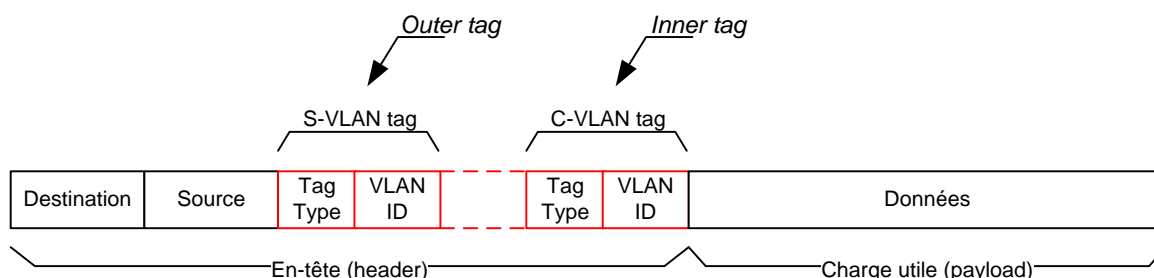 Outer tag
Inner tag
S-VLAN tag
C-VLAN tag
Destination
Source
Tag
Type
VLAN
ID
Tag
Type
VLAN
ID
Données
En-tête (header)
Charge utile (payload)